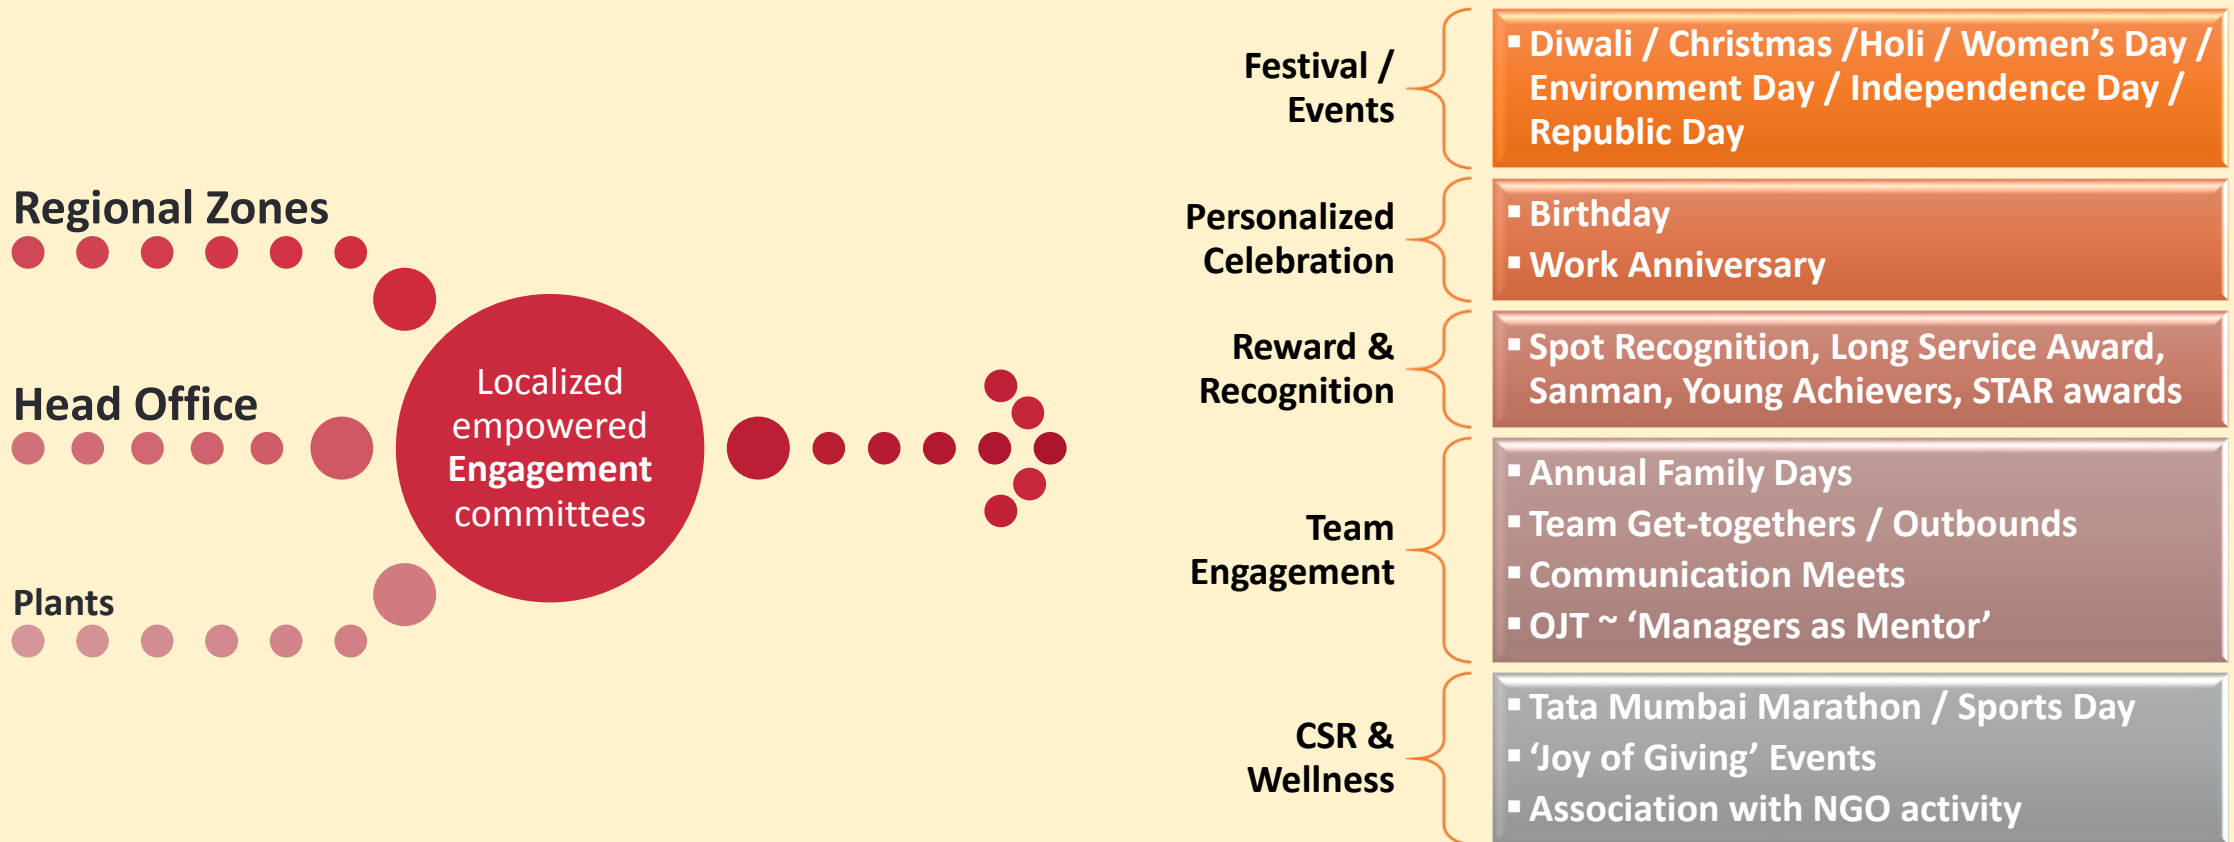 Regional Zones
Head Office
Plants
Localized
empowered
Engagement
committees
Festival /
Events
▪ Diwali / Christmas /Holi / Women’s Day /
Environment Day / Independence Day /
Republic Day
Personalized
Celebration
▪ Birthday
▪ Work Anniversary
Reward &
Recognition
▪ Spot Recognition, Long Service Award,
Sanman, Young Achievers, STAR awards
Team
Engagement
▪ Annual Family Days
▪ Team Get-togethers / Outbounds
▪ Communication Meets
▪ OJT ~ ‘Managers as Mentor’
CSR &
Wellness
▪ Tata Mumbai Marathon / Sports Day
▪ ‘Joy of Giving’ Events
▪ Association with NGO activity